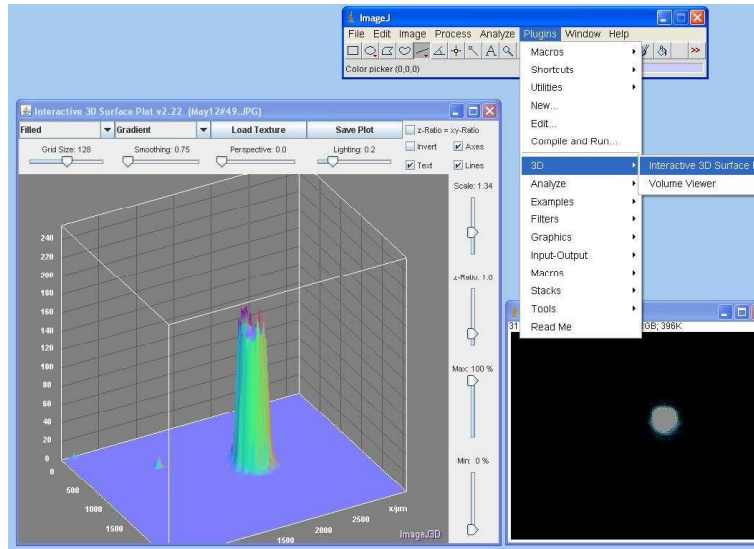 ImageJ
File Edit Image Process Analyze Plugins Window Help
>>
Color picker (0,0,0)
Macros
Shortcuts
Utilities
New...
Edit...
Compile and Run...
3D
Analyze
Examples
Filters
Graphics
Input-Output
Macros
Stacks
Tools
Read Me
Interactive 3D Surface
Volume Viewer
Interactive 3D Surface Plot v2.22 (May12#49.JPG)
Filled Gradient Load Texture Save Plot z-Ratio = xy-Ratio
Grid Size: 128 Smoothing: 0.75 Perspective: 0.0 Lighting: 0.2 Invert Axes
Text Lines
Scale: 1.34
z-Ratio: 1.0
Max: 100 %
Min: 0 %
240
220
200
180
160
140
120
100
80
60
40
20
0
0
500
1000
1500
1500
2000
2500
x/µm
ImageJ3D
396K